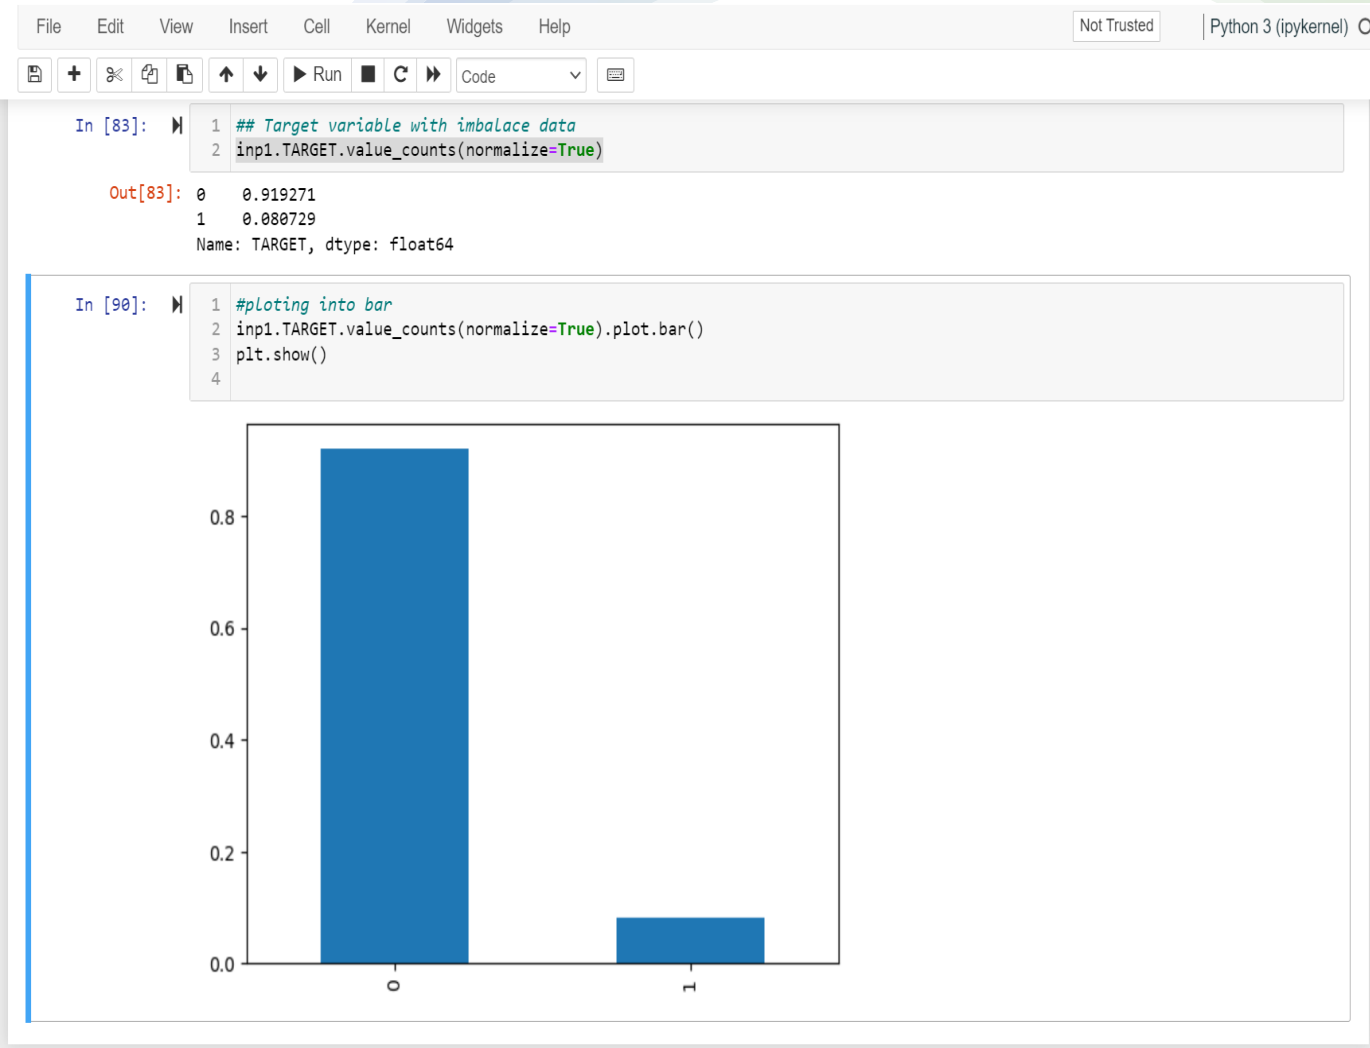 File Edit View Insert Cell Kernel Widgets Help Not Trusted Python 3 (ipykernel)
Run Code
In [83]: 1 ## Target variable with imbalace data
2 inp1.TARGET.value_counts(normalize=True)
Out[83]: 0 0.919271
1 0.080729
Name: TARGET, dtype: float64
In [90]: 1 #ploting into bar
2 inp1.TARGET.value_counts(normalize=True).plot.bar()
3 plt.show()
4
0.8
0.6
0.4
0.2
0.0
0 1